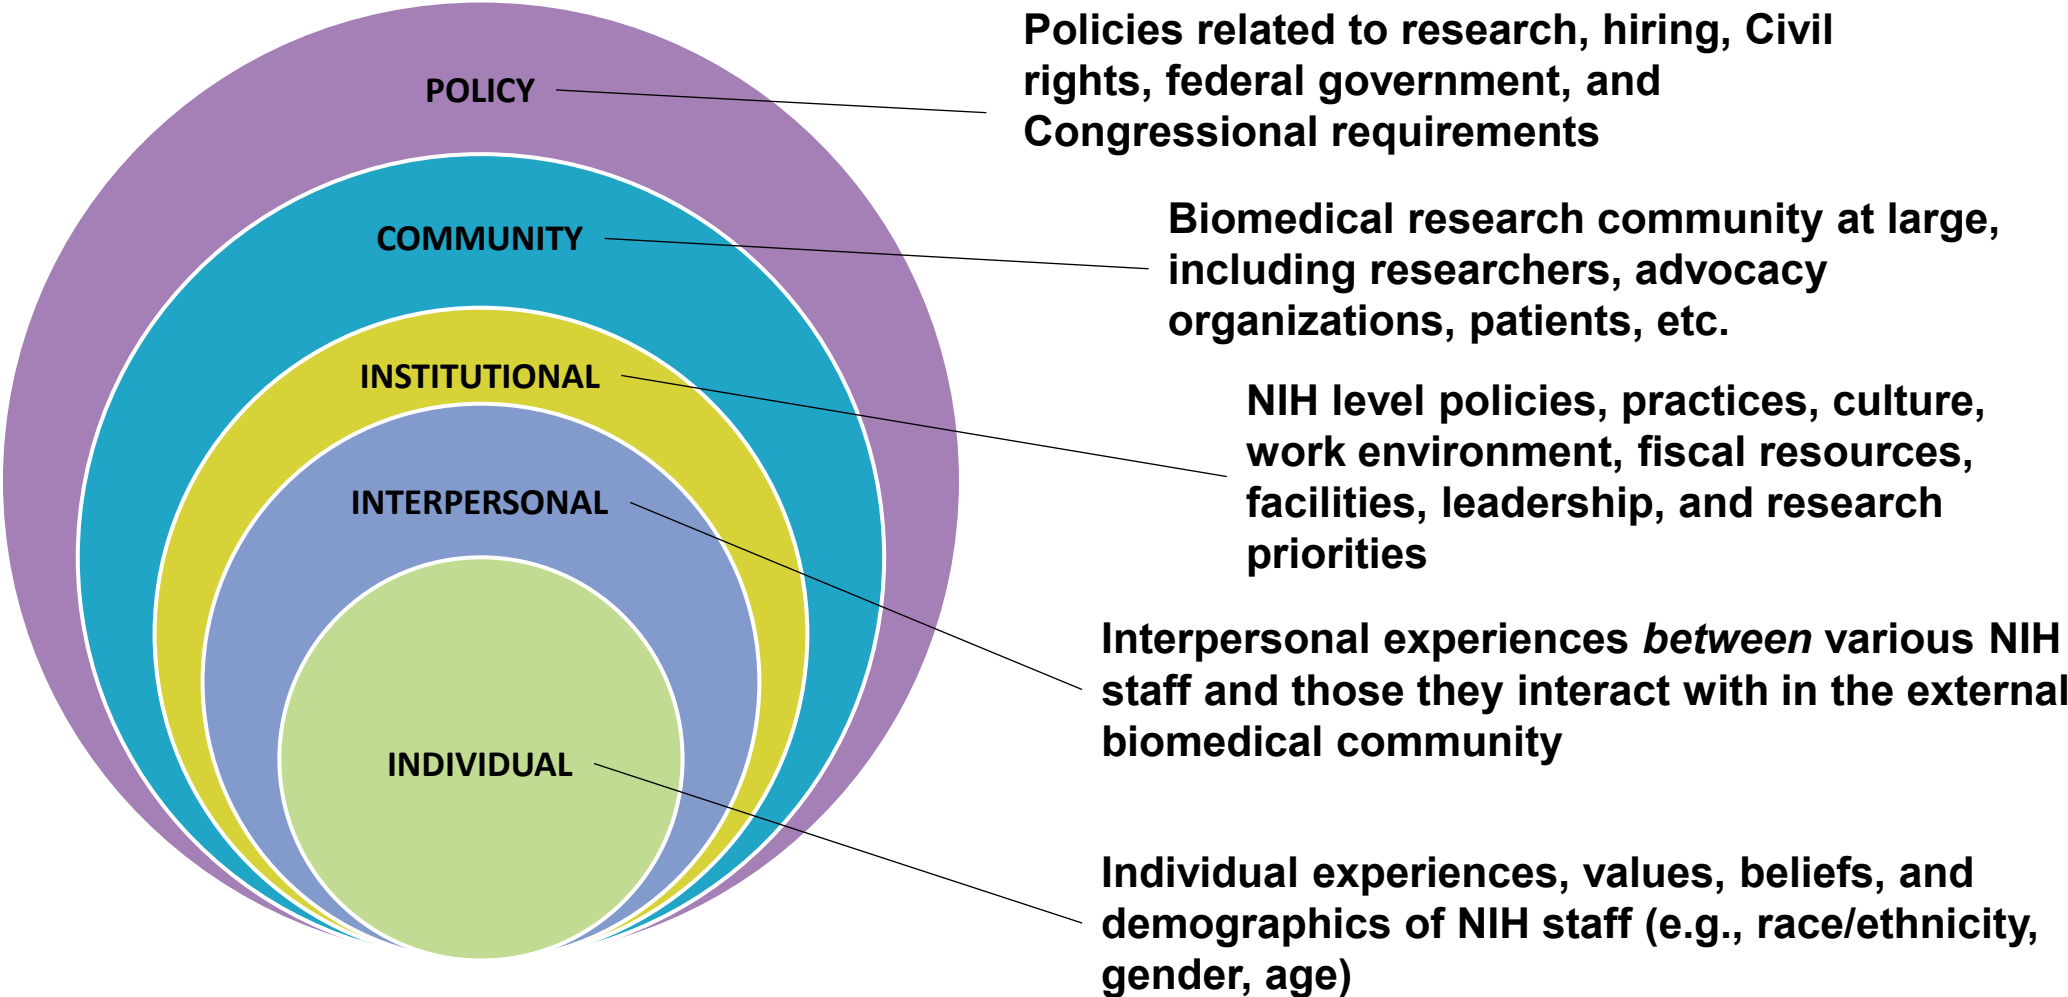 POLICY
Policies related to research, hiring, Civil
rights, federal government, and
Congressional requirements
COMMUNITY
Biomedical research community at large,
including researchers, advocacy
organizations, patients, etc.
INSTITUTIONAL
NIH level policies, practices, culture,
work environment, fiscal resources,
facilities, leadership, and research
priorities
INTERPERSONAL
Interpersonal experiences between various NIH
staff and those they interact with in the external
biomedical community
INDIVIDUAL
Individual experiences, values, beliefs, and
demographics of NIH staff (e.g., race/ethnicity,
gender, age)